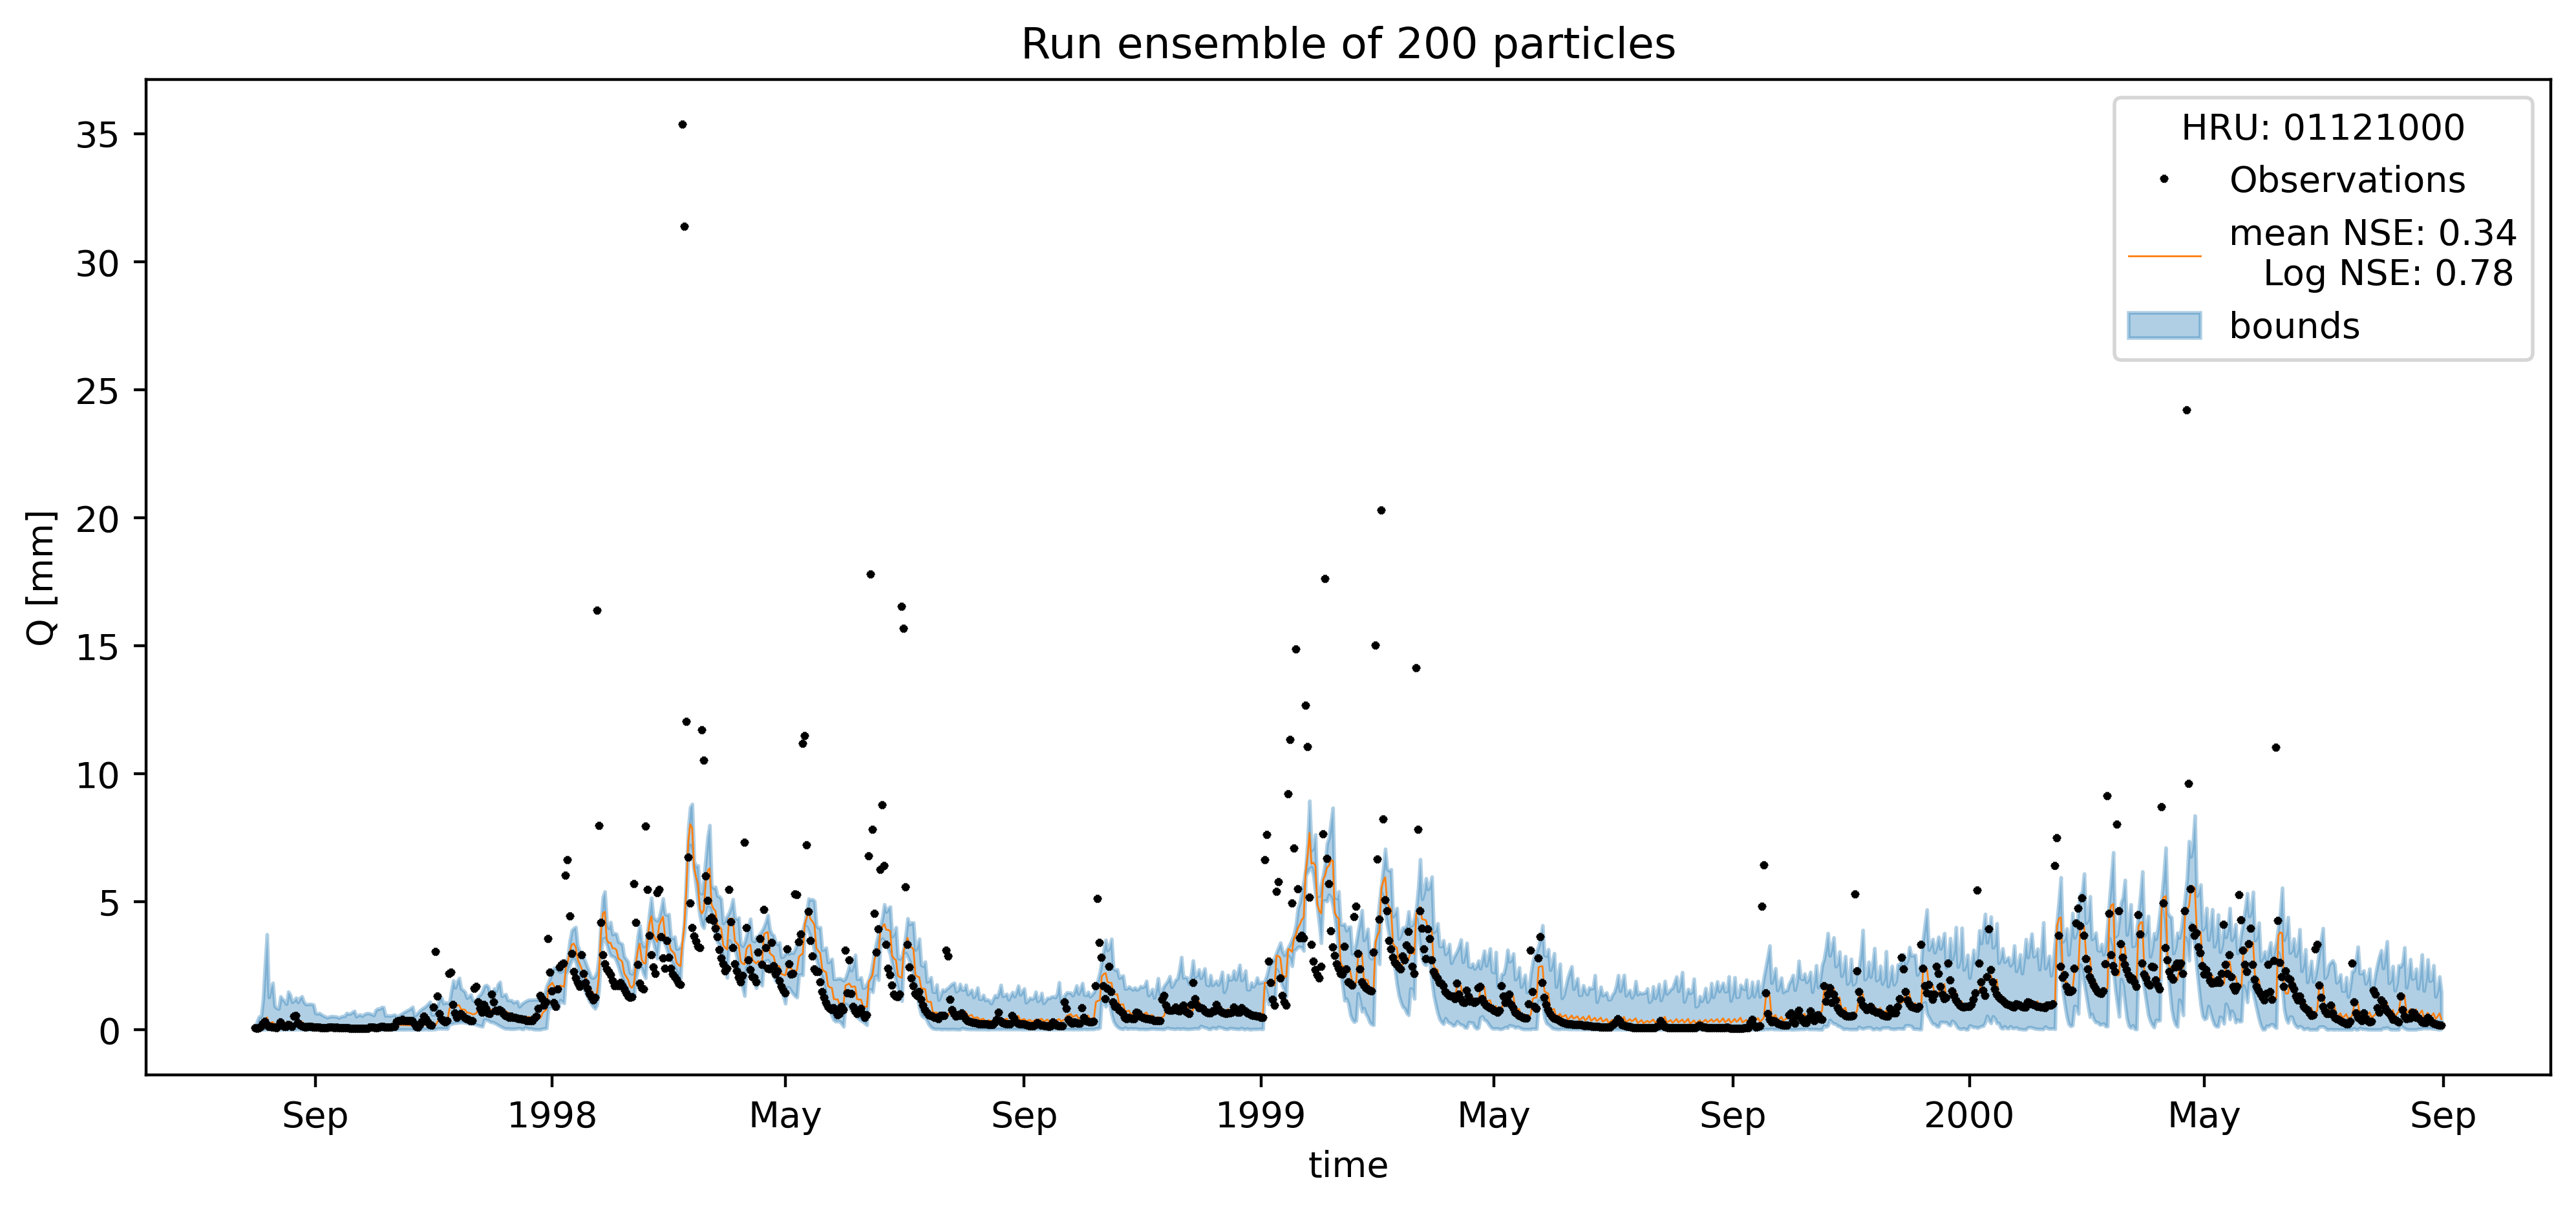 Run ensemble of 200 particles
HRU: 01121000
Observations
mean NSE: 0.34
Log NSE: 0.78
bounds
Q [mm]
35
30
25
20
15
10
5
0
Sep 1998 May Sep 1999 May Sep 2000 May Sep
time